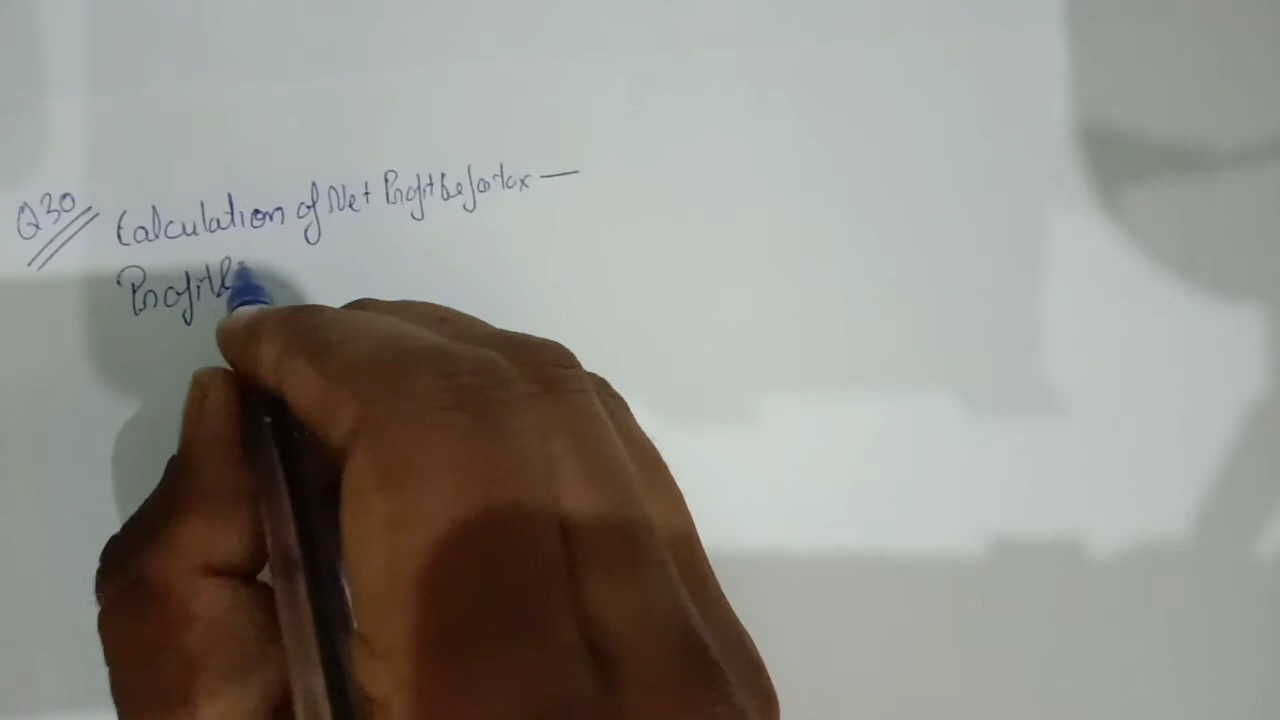 Q30 Calculation of Net Profit before tax —
Profit